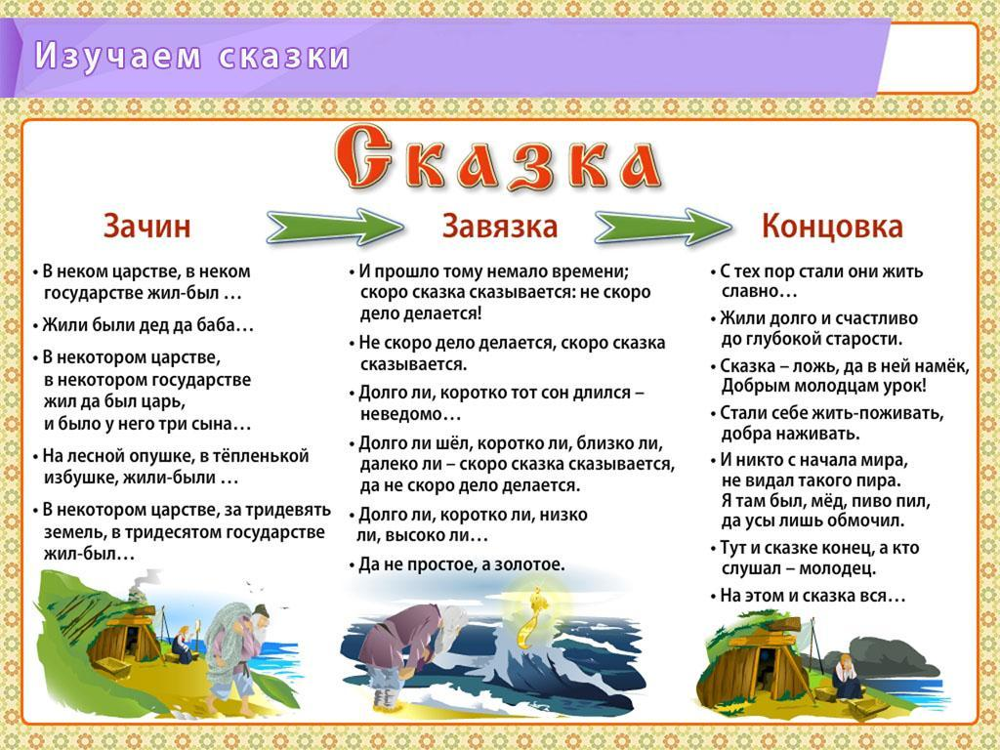 Изучаем сказки
Сказка
Зачин
• В неком царстве, в неком
государстве жил-был …
• Жили были дед да баба…
• В некотором царстве,
в некотором государстве
жил да был царь,
и было у него три сына…
• На лесной опушке, в тёпленькой
избушке, жили-были …
• В некотором царстве, за тридевять
земель, в тридесятом государстве
жил-был…
Завязка
• И прошло тому немало времени;
скоро сказка сказывается: не скоро
дело делается!
• Не скоро дело делается, скоро сказка
сказывается.
• Долго ли, коротко тот сон длился –
неведомо…
• Долго ли шёл, коротко ли, близко ли,
далеко ли – скоро сказка сказывается,
да не скоро дело делается.
• Долго ли, коротко ли, низко
ли, высоко ли…
• Да не простое, а золотое.
Концовка
• С тех пор стали они жить
славно…
• Жили долго и счастливо
до глубокой старости.
• Сказка – ложь, да в ней намёк,
Добрым молодцам урок!
• Стали себе жить-поживать,
добра наживать.
• И никто с начала мира,
не видал такого пира.
Я там был, мёд, пиво пил,
да усы лишь обмочил.
• Тут и сказке конец, а кто
слушал – молодец.
• На этом и сказка вся…